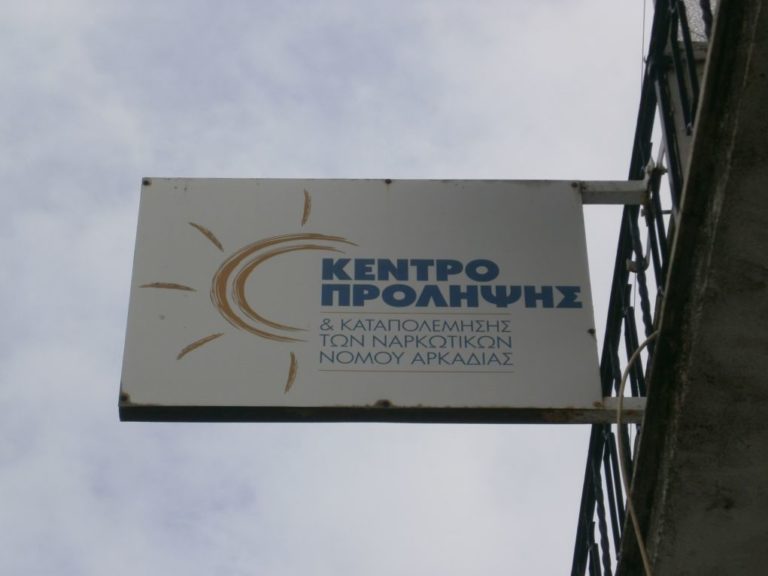 ΚΕΝΤΡΟ
ΠΡΟΛΗΨΗΣ
& ΚΑΤΑΠΟΛΕΜΗΣΗΣ
ΤΩΝ ΝΑΡΚΩΤΙΚΩΝ
ΝΟΜΟΥ ΑΡΚΑΔΙΑΣ